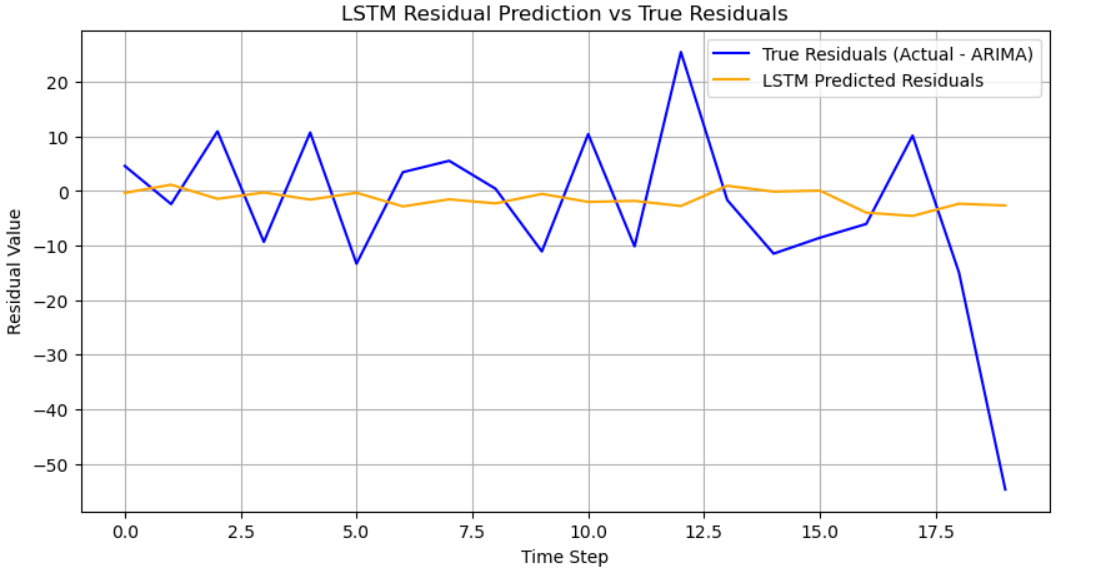 LSTM Residual Prediction vs True Residuals
True Residuals (Actual - ARIMA)
LSTM Predicted Residuals
Residual Value
20
10
0
−10
−20
−30
−40
−50
0.0 2.5 5.0 7.5 10.0 12.5 15.0 17.5
Time Step